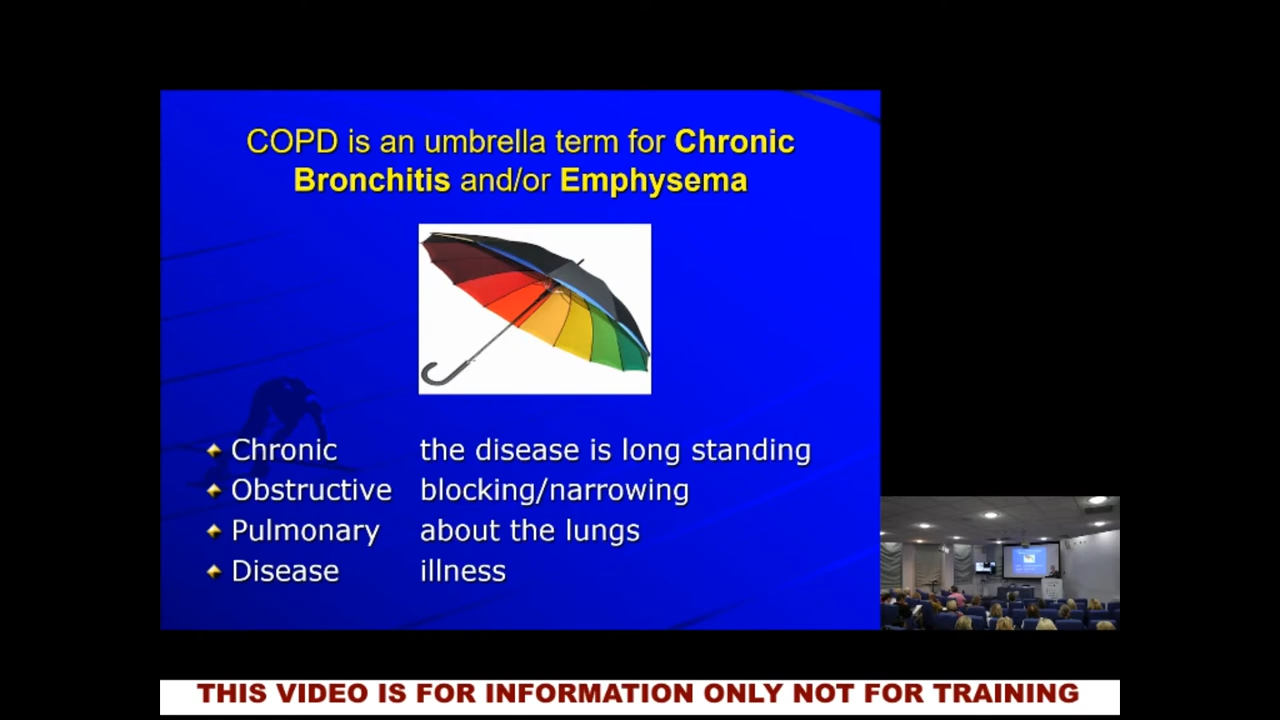 COPD is an umbrella term for Chronic
Bronchitis and/or Emphysema
Chronic the disease is long standing
Obstructive blocking/narrowing
Pulmonary about the lungs
Disease illness
THIS VIDEO IS FOR INFORMATION ONLY NOT FOR TRAINING